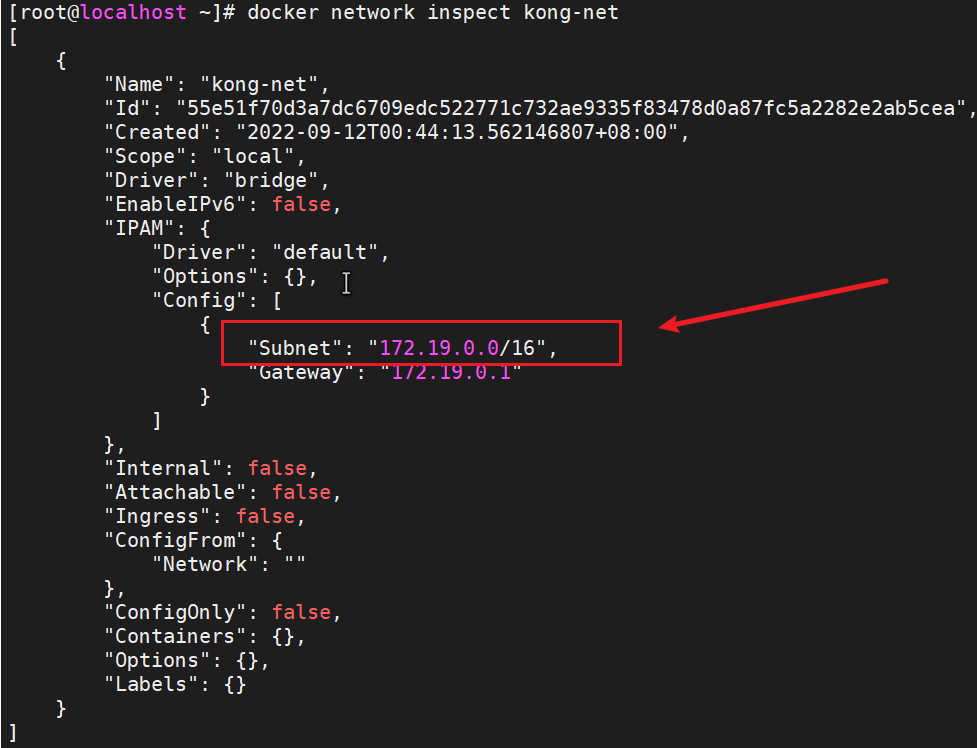 [root@localhost ~]# docker network inspect kong-net
[
    {
        "Name": "kong-net",
        "Id": "55e51f70d3a7dc6709edc522771c732ae9335f83478d0a87fc5a2282e2ab5cea",
        "Created": "2022-09-12T00:44:13.562146807+08:00",
        "Scope": "local",
        "Driver": "bridge",
        "EnableIPv6": false,
        "IPAM": {
            "Driver": "default",
            "Options": {},
            "Config": [
                {
                    "Subnet": "172.19.0.0/16",
                    "Gateway": "172.19.0.1"
                }
            ]
        },
        "Internal": false,
        "Attachable": false,
        "Ingress": false,
        "ConfigFrom": {
            "Network": ""
        },
        "ConfigOnly": false,
        "Containers": {},
        "Options": {},
        "Labels": {}
    }
]